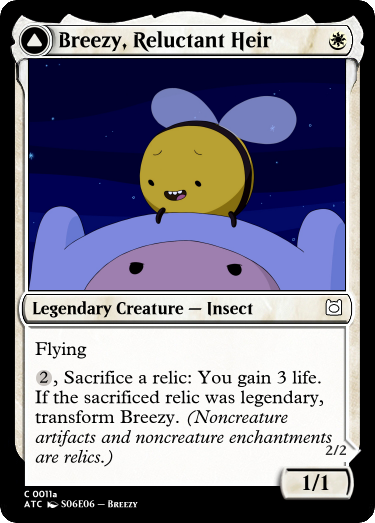 Breezy, Reluctant Heir
Legendary Creature — Insect
Flying
2, Sacrifice a relic: You gain 3 life.
If the sacrificed relic was legendary,
transform Breezy. (Noncreature
artifacts and noncreature enchantments
are relics.)
2/2
1/1
C 0011a
ATC S06E06 — Breezy